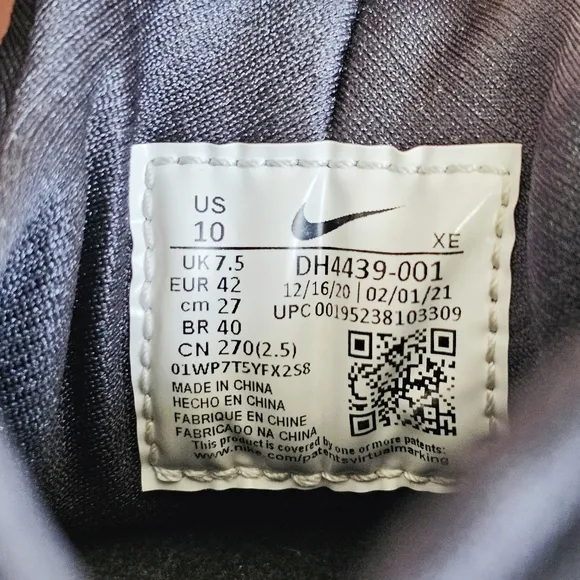 US
10
XE
UK 7.5
EUR 42
cm 27
BR 40
CN 270(2.5)
DH4439-001
12/16/20 | 02/01/21
UPC 00195238103309
01WP7T5YFX2S8
MADE IN CHINA
HECHO EN CHINA
FABRIQUE EN CHINE
FABRICADO NA CHINA
This product is covered by one or more patents:
www.nike.com/patentsvirtualmarking